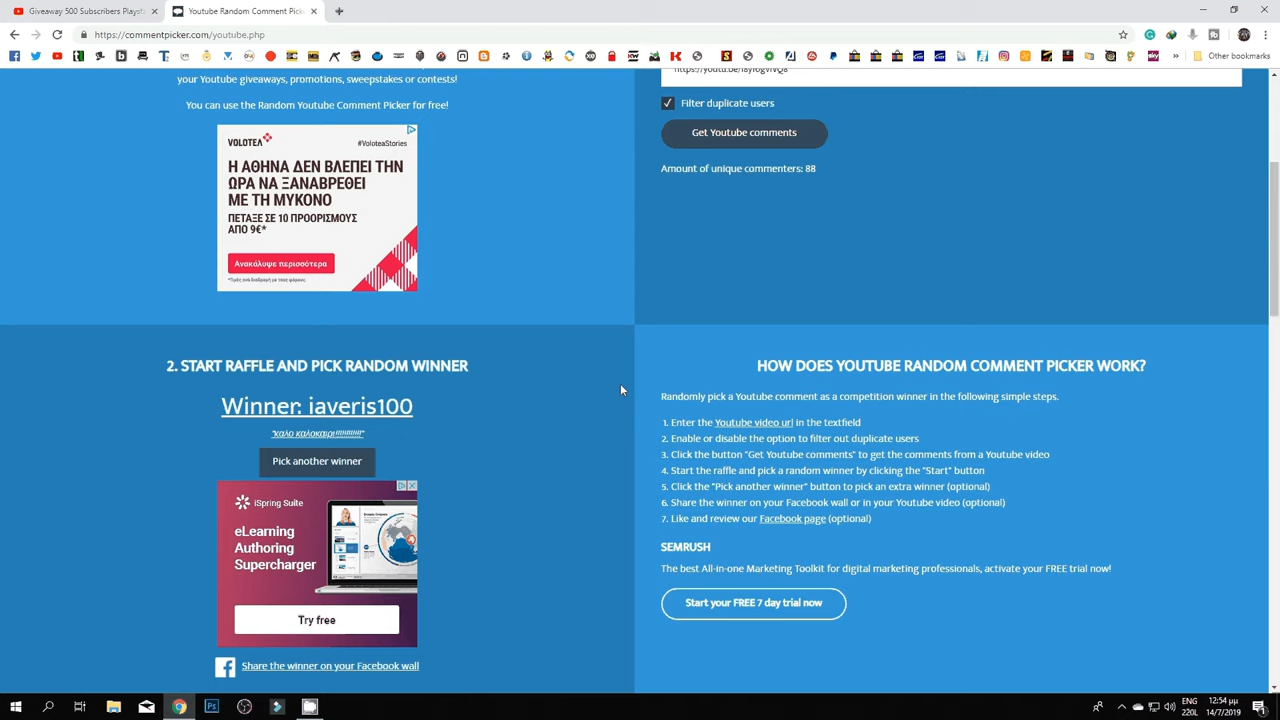 Giveaway 500 Subscribers Playsta
Youtube Random Comment Pick
https://commentpicker.com/youtube.php
Other bookmarks
your Youtube giveaways, promotions, sweepstakes or contests!
You can use the Random Youtube Comment Picker for free!
VOLOTEA
#VoloteaStories
Η ΑΘΗΝΑ ΔΕΝ ΒΛΕΠΕΙ ΤΗΝ
ΩΡΑ ΝΑ ΞΑΝΑΒΡΕΘΕΙ
ΜΕ ΤΗ ΜΥΚΟΝΟ
ΠΕΤΑΞΕ ΣΕ 10 ΠΡΟΟΡΙΣΜΟΥΣ
ΑΠΟ 9€*
Ανακάλυψε περισσότερα
Filter duplicate users
Get Youtube comments
Amount of unique commenters: 88
2. START RAFFLE AND PICK RANDOM WINNER
Winner: iaveris100
"καλο καλοκαιρι!!!!!!!!!!!!"
Pick another winner
iSpring Suite
eLearning
Authoring
Supercharger
Try free
Share the winner on your Facebook wall
HOW DOES YOUTUBE RANDOM COMMENT PICKER WORK?
Randomly pick a Youtube comment as a competition winner in the following simple steps.
1. Enter the Youtube video url in the textfield
2. Enable or disable the option to filter out duplicate users
3. Click the button "Get Youtube comments" to get the comments from a Youtube video
4. Start the raffle and pick a random winner by clicking the "Start" button
5. Click the "Pick another winner" button to pick an extra winner (optional)
6. Share the winner on your Facebook wall or in your Youtube video (optional)
7. Like and review our Facebook page (optional)
SEMRUSH
The best All-in-one Marketing Toolkit for digital marketing professionals, activate your FREE trial now!
Start your FREE 7 day trial now
ENG
220L
12:54 μμ
14/7/2019